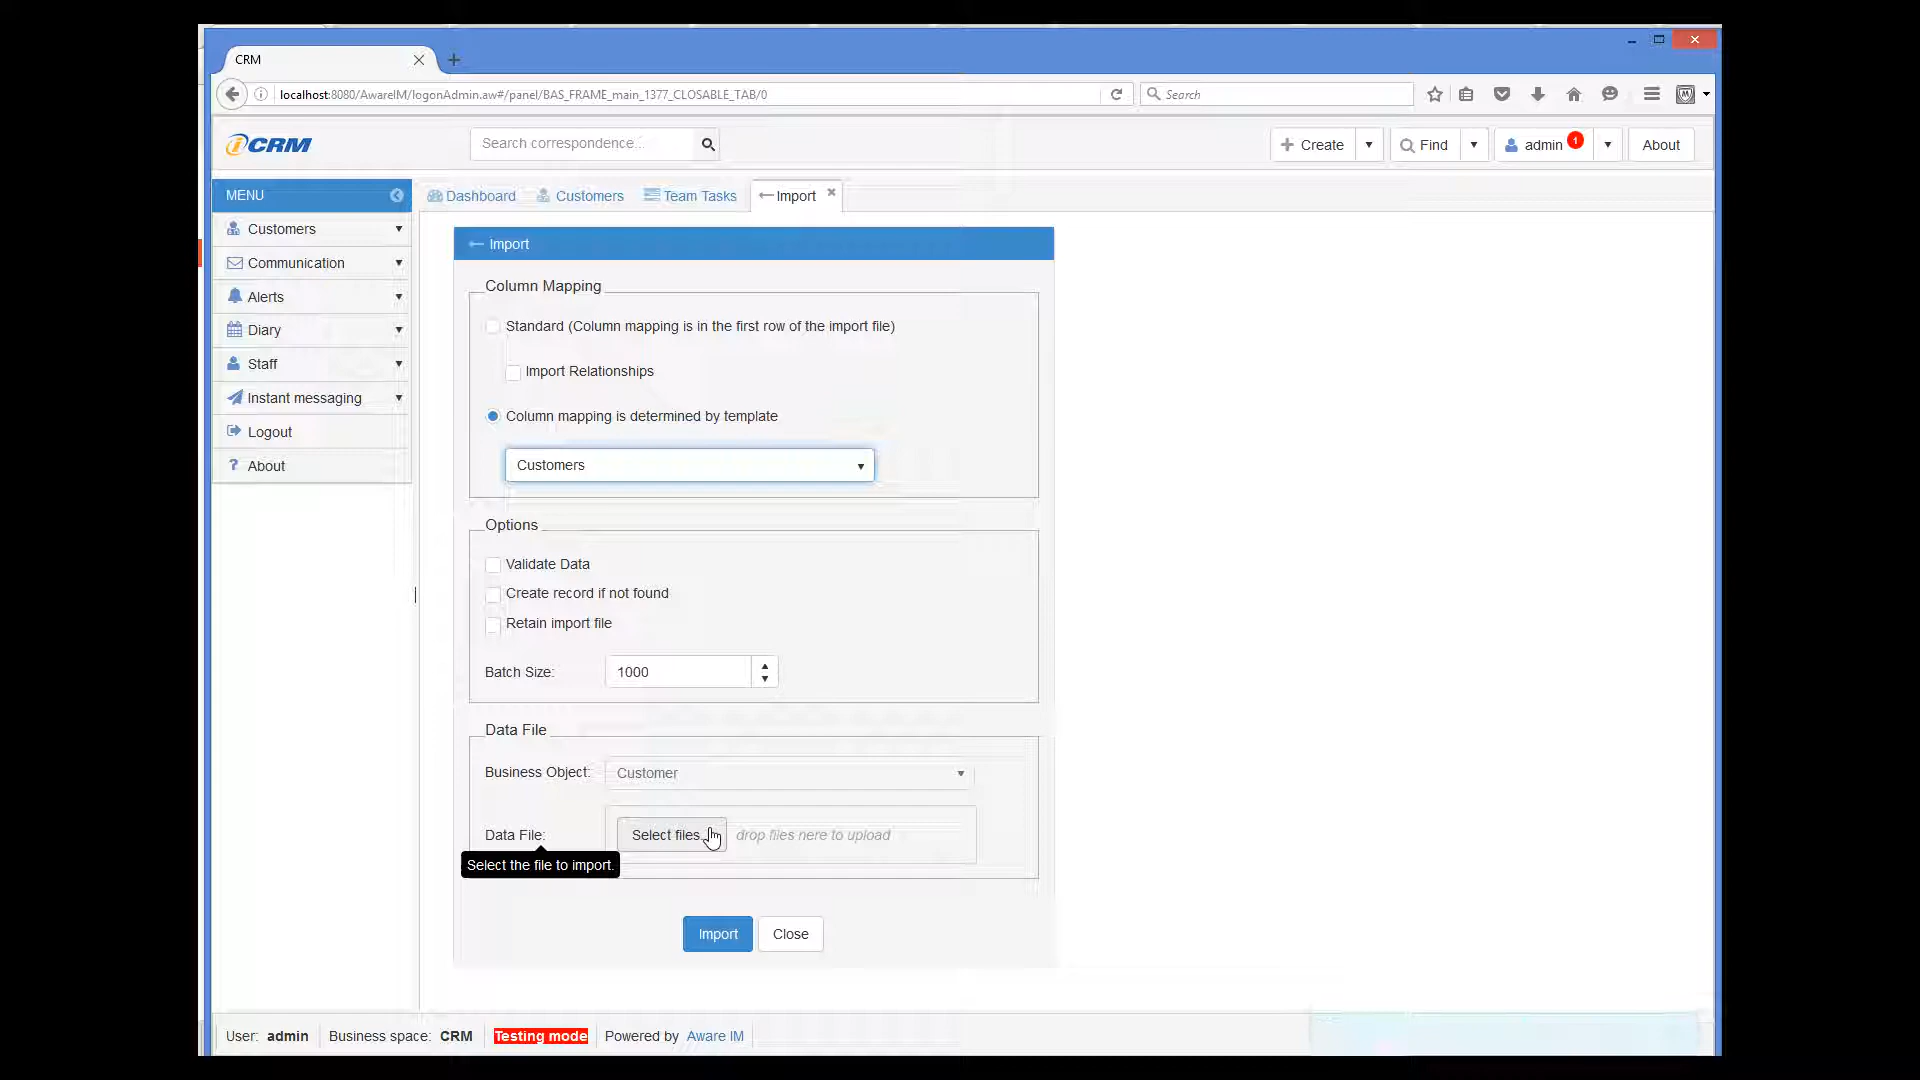 CRM
localhost:8080/AwareIM/logonAdmin.aw#/panel/BAS_FRAME_main_1377_CLOSABLE_TAB/0
Search
iCRM
Search correspondence...
Create
Find
admin 1
About
MENU
Dashboard
Customers
Team Tasks
Import
Customers
Communication
Alerts
Diary
Staff
Instant messaging
Logout
? About
Import
Column Mapping
Standard (Column mapping is in the first row of the import file)
Import Relationships
Column mapping is determined by template
Customers
Options
Validate Data
Create record if not found
Retain import file
Batch Size: 1000
Data File
Business Object: Customer
Data File: Select files... drop files here to upload
Select the file to import.
Import Close
User: admin Business space: CRM Testing mode Powered by Aware IM